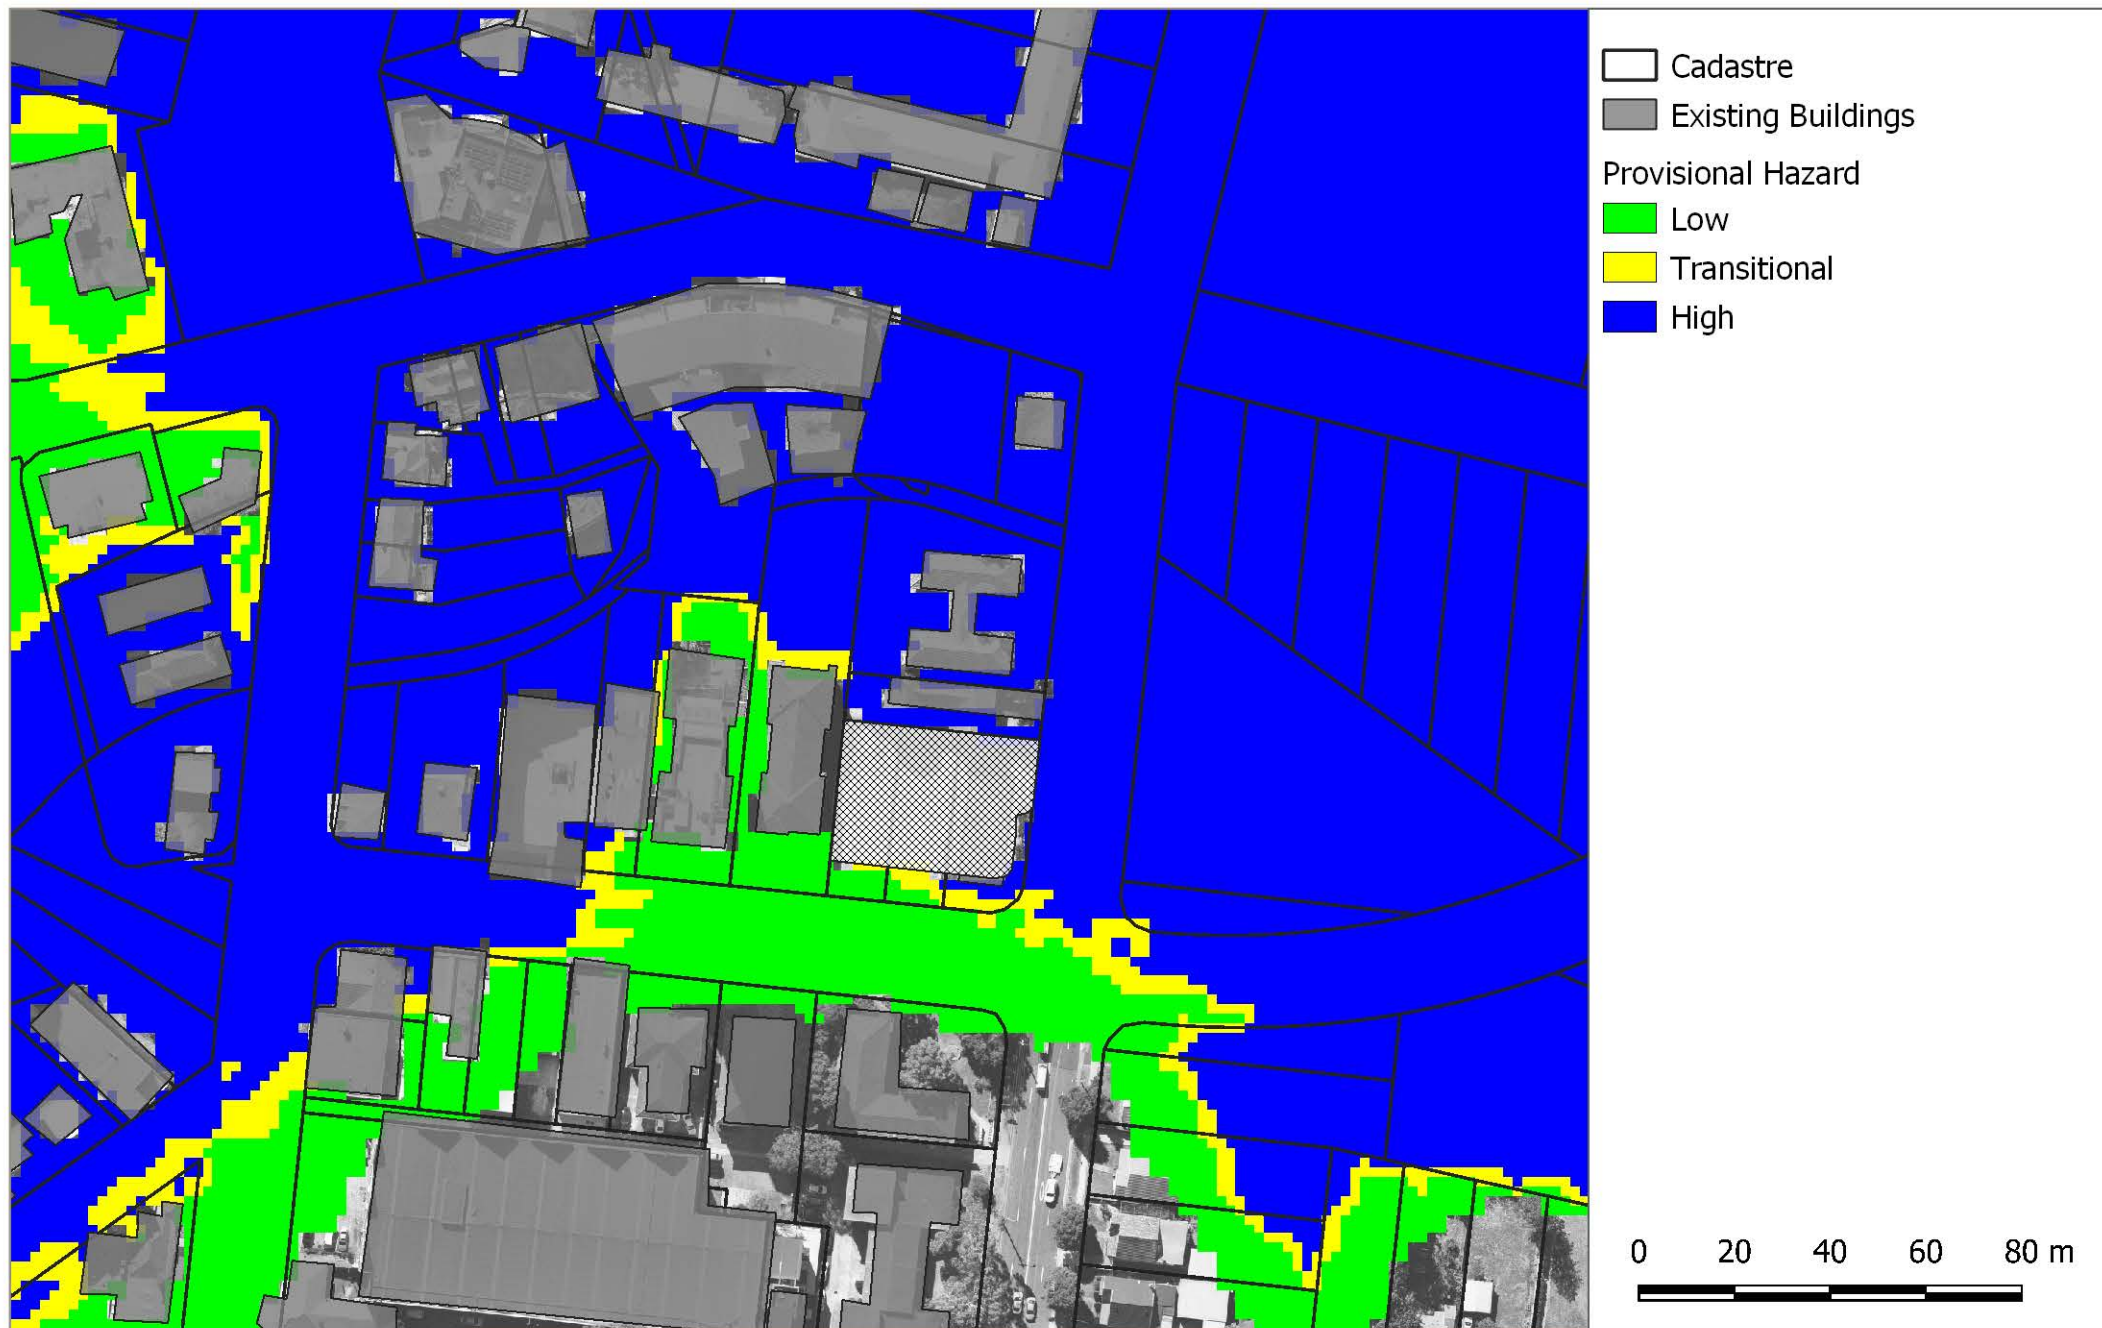 Cadastre
Existing Buildings
Provisional Hazard
Low
Transitional
High
0 20 40 60 80 m